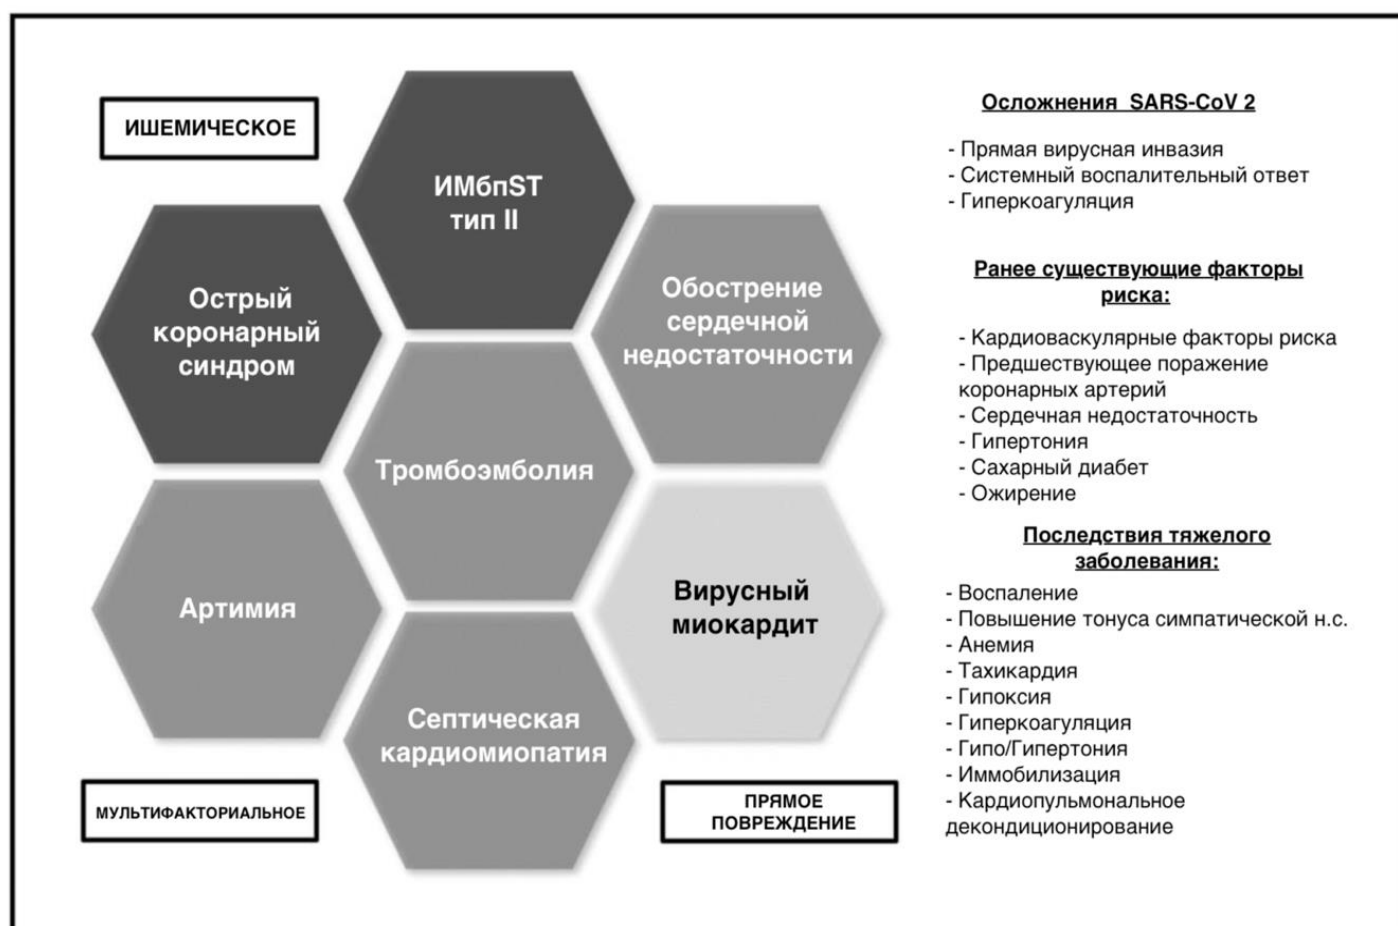 ИШЕМИЧЕСКОЕ
ИМбпST
тип II
Острый
коронарный
синдром
Обострение
сердечной
недостаточности
Тромбоэмболия
Артимия
Вирусный
миокардит
Септическая
кардиомиопатия
МУЛЬТИФАКТОРИАЛЬНОЕ
ПРЯМОЕ
ПОВРЕЖДЕНИЕ
Осложнения SARS-CoV 2
- Прямая вирусная инвазия
- Системный воспалительный ответ
- Гиперкоагуляция
Ранее существующие факторы
риска:
- Кардиоваскулярные факторы риска
- Предшествующее поражение
коронарных артерий
- Сердечная недостаточность
- Гипертония
- Сахарный диабет
- Ожирение
Последствия тяжелого
заболевания:
- Воспаление
- Повышение тонуса симпатической н.с.
- Анемия
- Тахикардия
- Гипоксия
- Гиперкоагуляция
- Гипо/Гипертония
- Иммобилизация
- Кардиопульмональное
декондиционирование